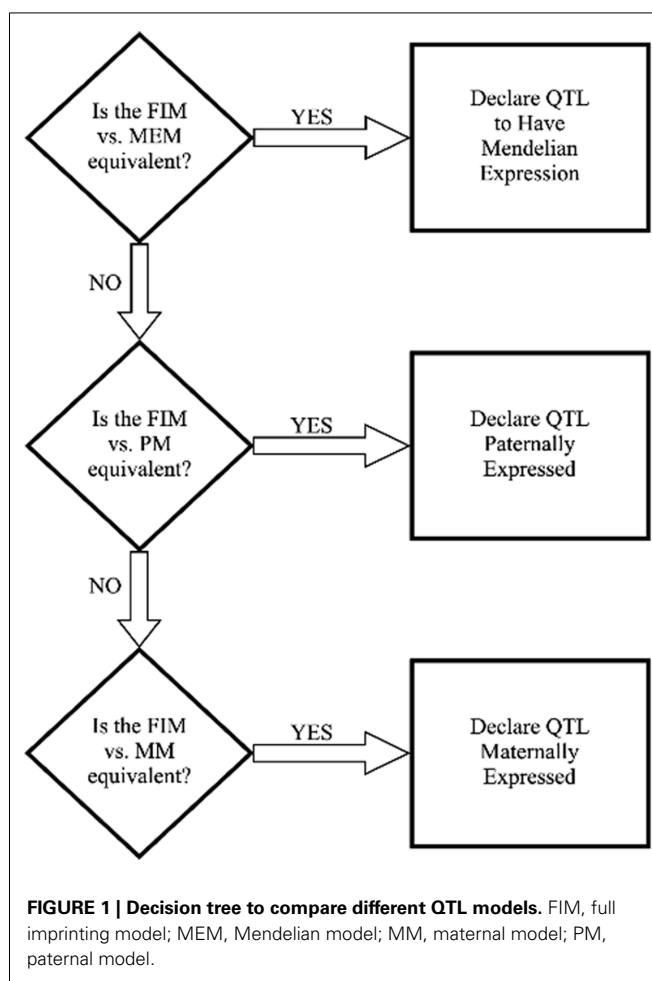 Is the FIM
vs. MEM
equivalent?
YES
Declare QTL
to Have
Mendelian
Expression
NO
Is the FIM
vs. PM
equivalent?
YES
Declare QTL
Paternally
Expressed
NO
Is the FIM
vs. MM
equivalent?
YES
Declare QTL
Maternally
Expressed
FIGURE 1 | Decision tree to compare different QTL models. FIM, full
imprinting model; MEM, Mendelian model; MM, maternal model; PM,
paternal model.